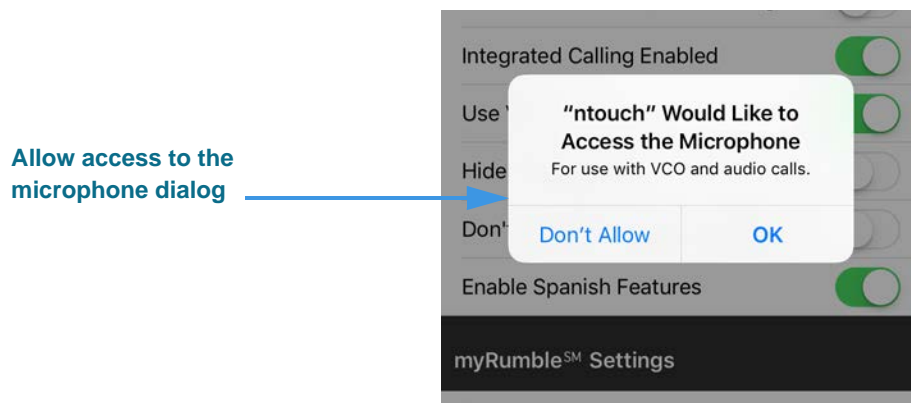 Integrated Calling Enabled
Use
“ntouch” Would Like to
Access the Microphone
For use with VCO and audio calls.
Allow access to the
microphone dialog
Hide
Don'
Don’t Allow
OK
Enable Spanish Features
myRumble℠ Settings